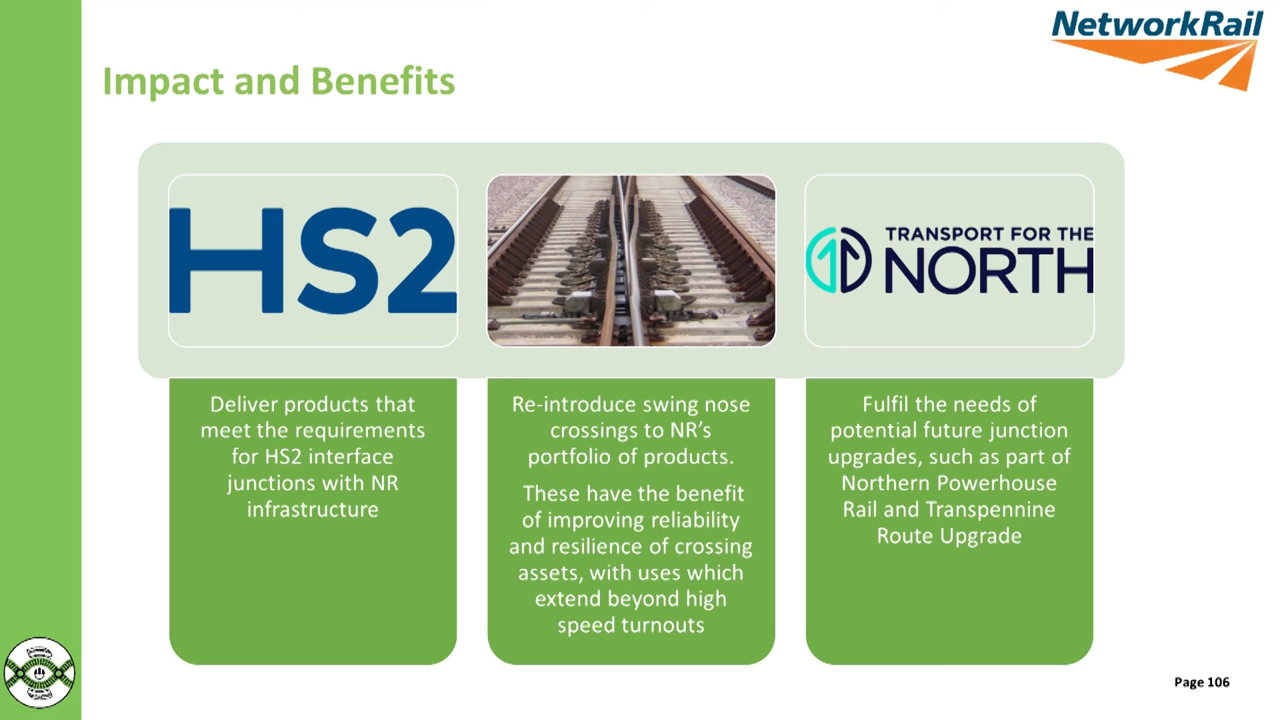 NetworkRail
Impact and Benefits
HS2
TRANSPORT FOR THE
NORTH
Deliver products that
meet the requirements
for HS2 interface
junctions with NR
infrastructure
Re-introduce swing nose
crossings to NR’s
portfolio of products.
These have the benefit
of improving reliability
and resilience of crossing
assets, with uses which
extend beyond high
speed turnouts
Fulfil the needs of
potential future junction
upgrades, such as part of
Northern Powerhouse
Rail and Transpennine
Route Upgrade
Page 106